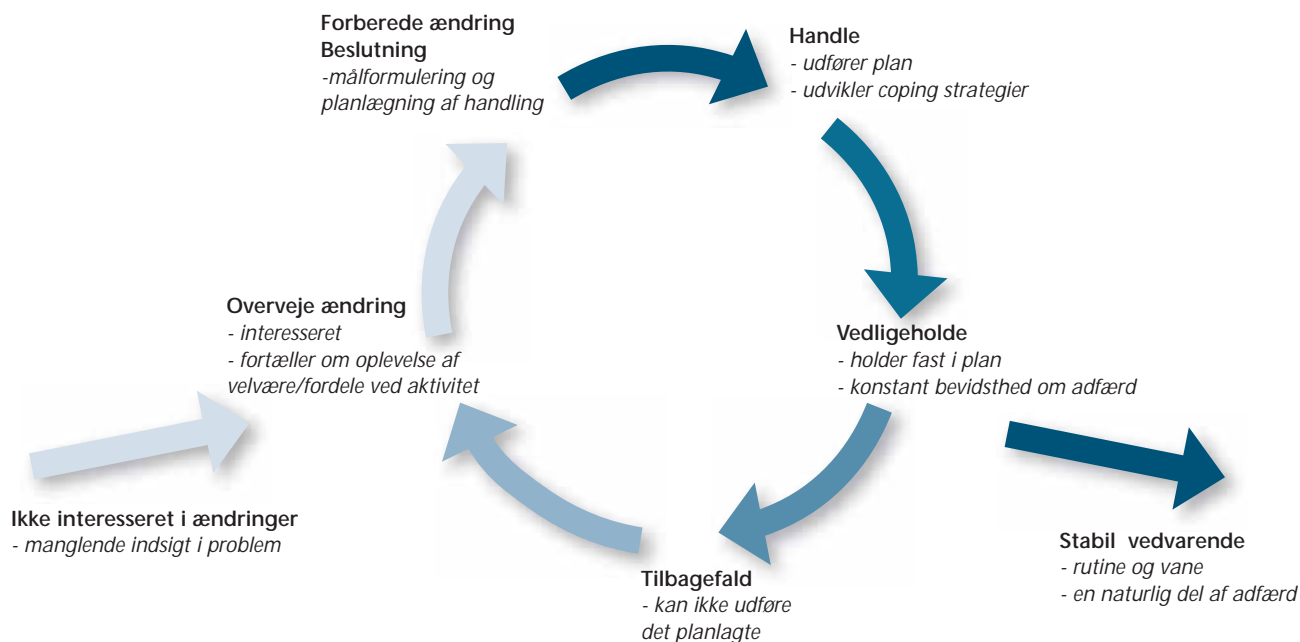 Forberede ændring
Beslutning
-målformulering og
planlægning af handling
Handle
- udfører plan
- udvikler coping strategier
Overveje ændring
- interesseret
- fortæller om oplevelse af
velvære/fordele ved aktivitet
Vedligeholde
- holder fast i plan
- konstant bevidsthed om adfærd
Ikke interesseret i ændringer
- manglende indsigt i problem
Tilbagefald
- kan ikke udføre
det planlagte
Stabil vedvarende
- rutine og vane
- en naturlig del af adfærd